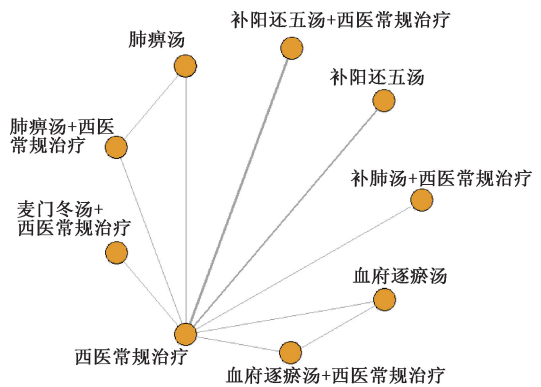 补阳还五汤+西医常规治疗
肺痹汤
补阳还五汤
肺痹汤+西医
常规治疗
补肺汤+西医常规治疗
麦门冬汤+
西医常规治疗
血府逐瘀汤
西医常规治疗
血府逐瘀汤+西医常规治疗